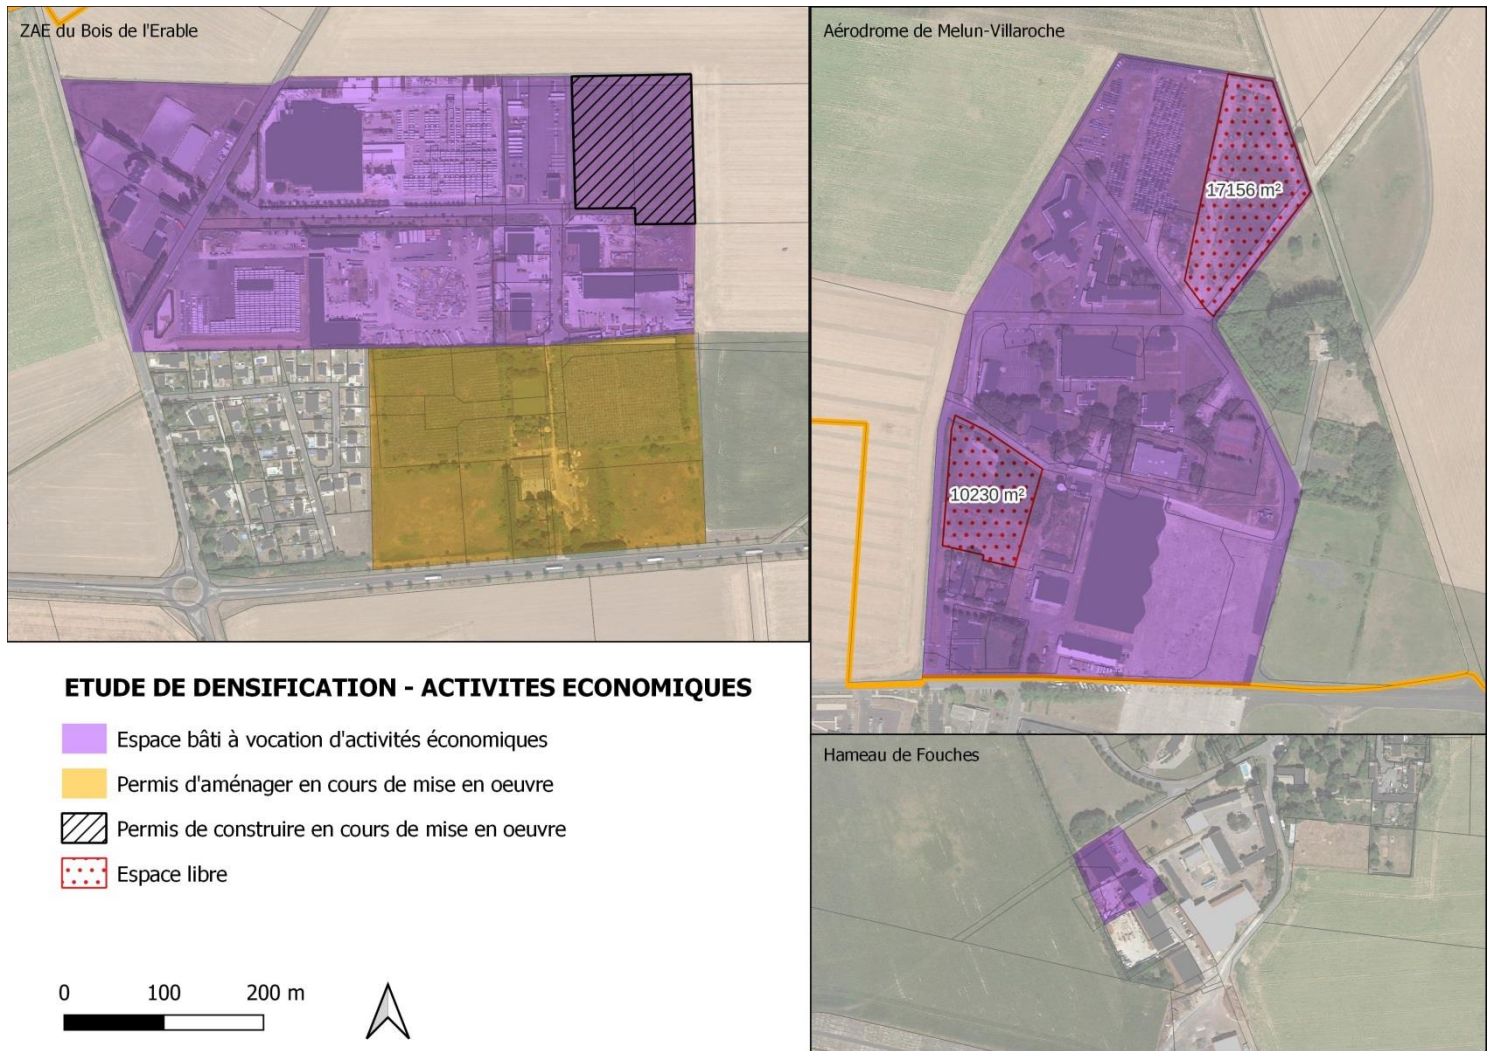 ZAE du Bois de l'Erable
Aérodrome de Melun-Villaroche
17156 m²
10230 m²
ETUDE DE DENSIFICATION - ACTIVITES ECONOMIQUES
Espace bâti à vocation d'activités économiques
Permis d'aménager en cours de mise en oeuvre
Permis de construire en cours de mise en oeuvre
Espace libre
0 100 200 m
Hameau de Fouches